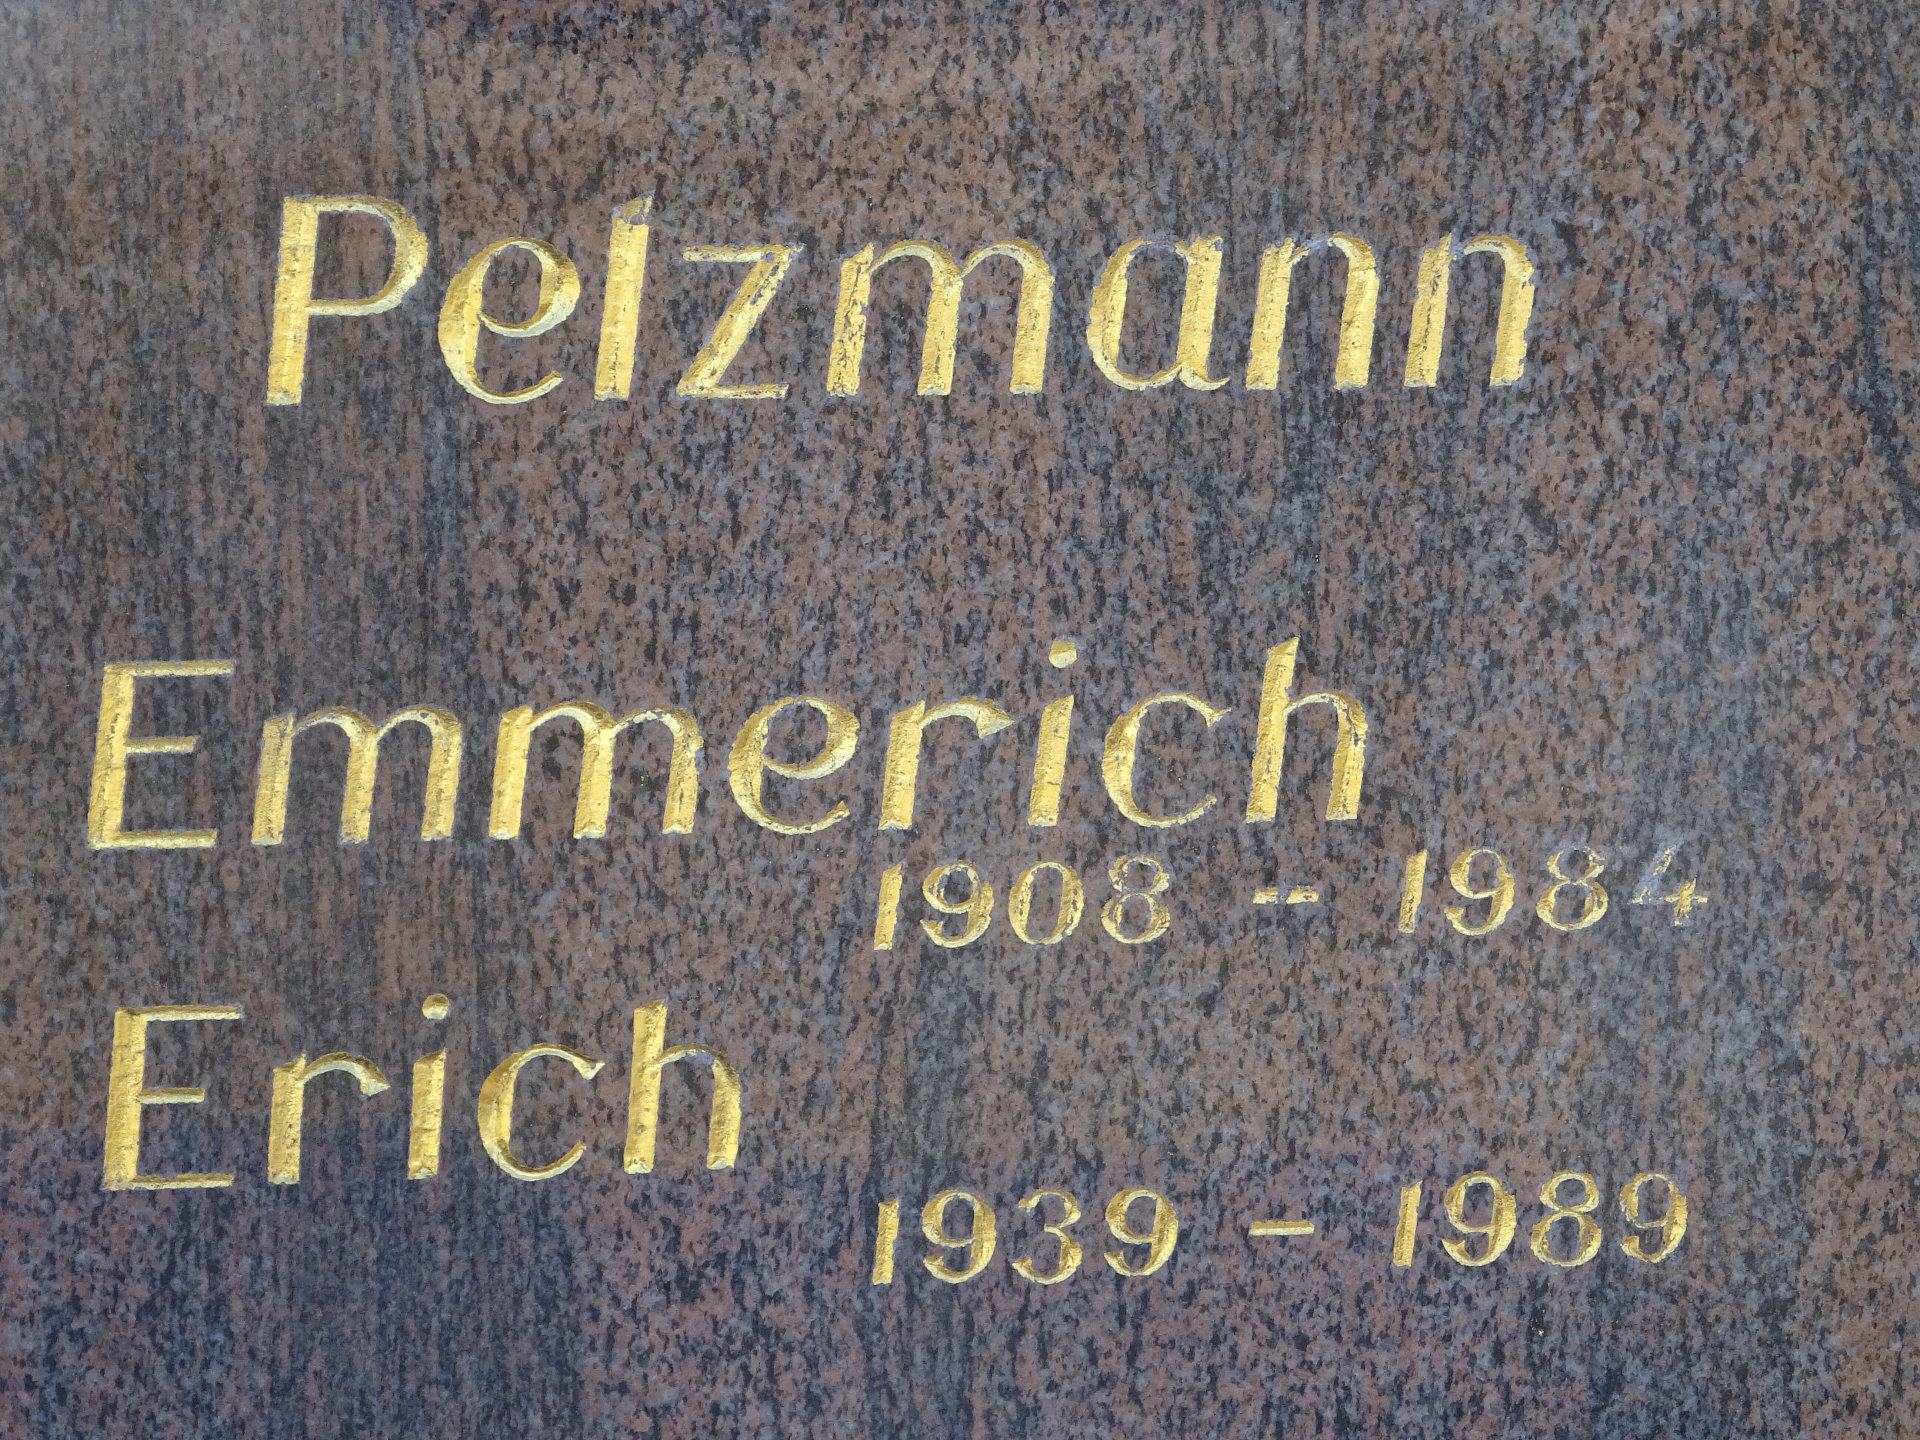 Pelzmann
Emmerich
1908 - 1984
Erich
1939 - 1989